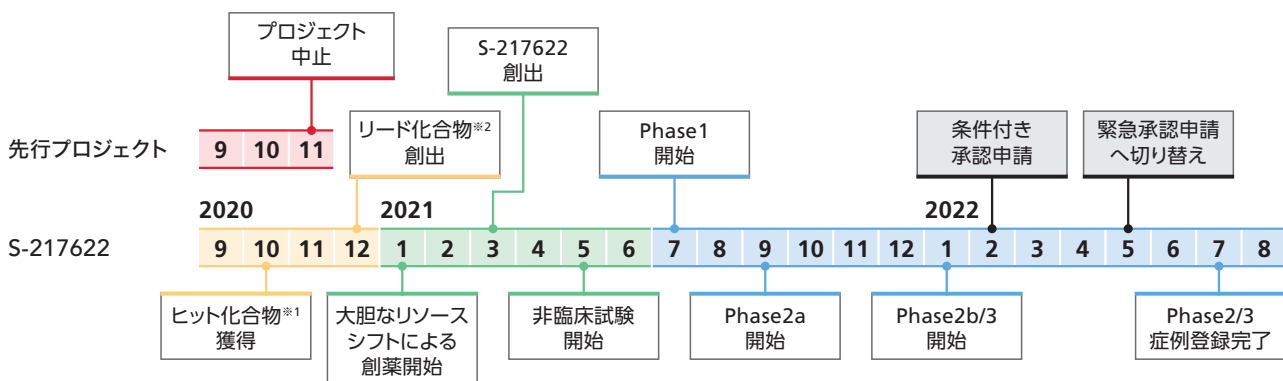 プロジェクト
中止
S-217622
創出
リード化合物※2
創出
Phase1
開始
条件付き
承認申請
緊急承認申請
へ切り替え
先行プロジェクト
9 10 11
2020 2021 2022
S-217622
9 10 11 12 1 2 3 4 5 6 7 8 9 10 11 12 1 2 3 4 5 6 7 8
ヒット化合物※1
獲得
大胆なリソース
シフトによる
創薬開始
非臨床試験
開始
Phase2a
開始
Phase2b/3
開始
Phase2/3
症例登録完了